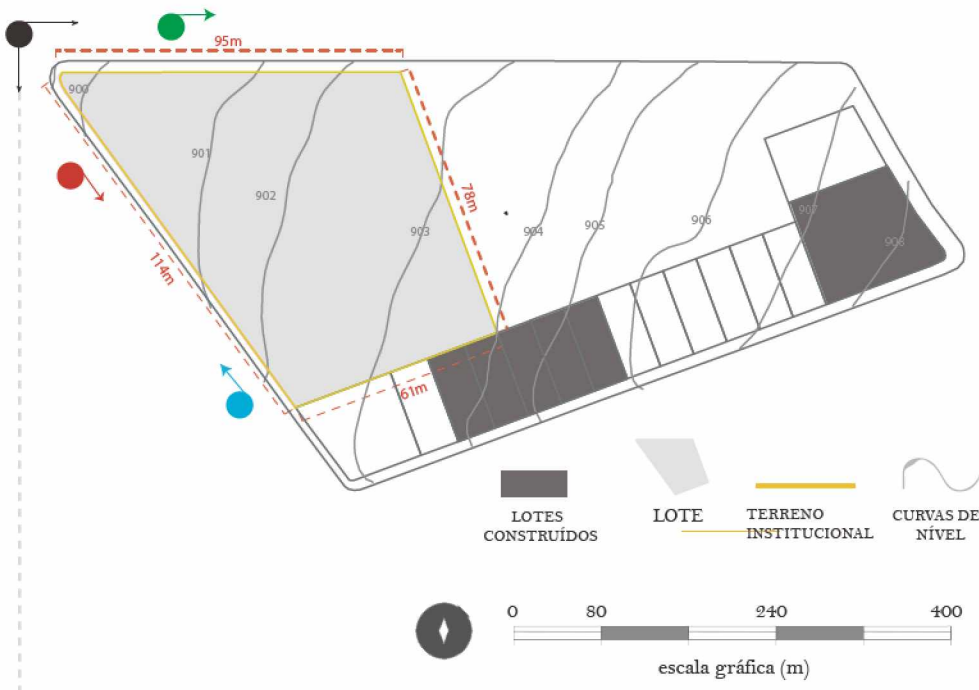 95m
900
901
902
78m
903
904
905
906
907
908
114m
61m
LOTES
CONSTRUÍDOS
LOTE
TERRENO
INSTITUCIONAL
CURVAS DE
NÍVEL
0 80 240 400
escala gráfica (m)